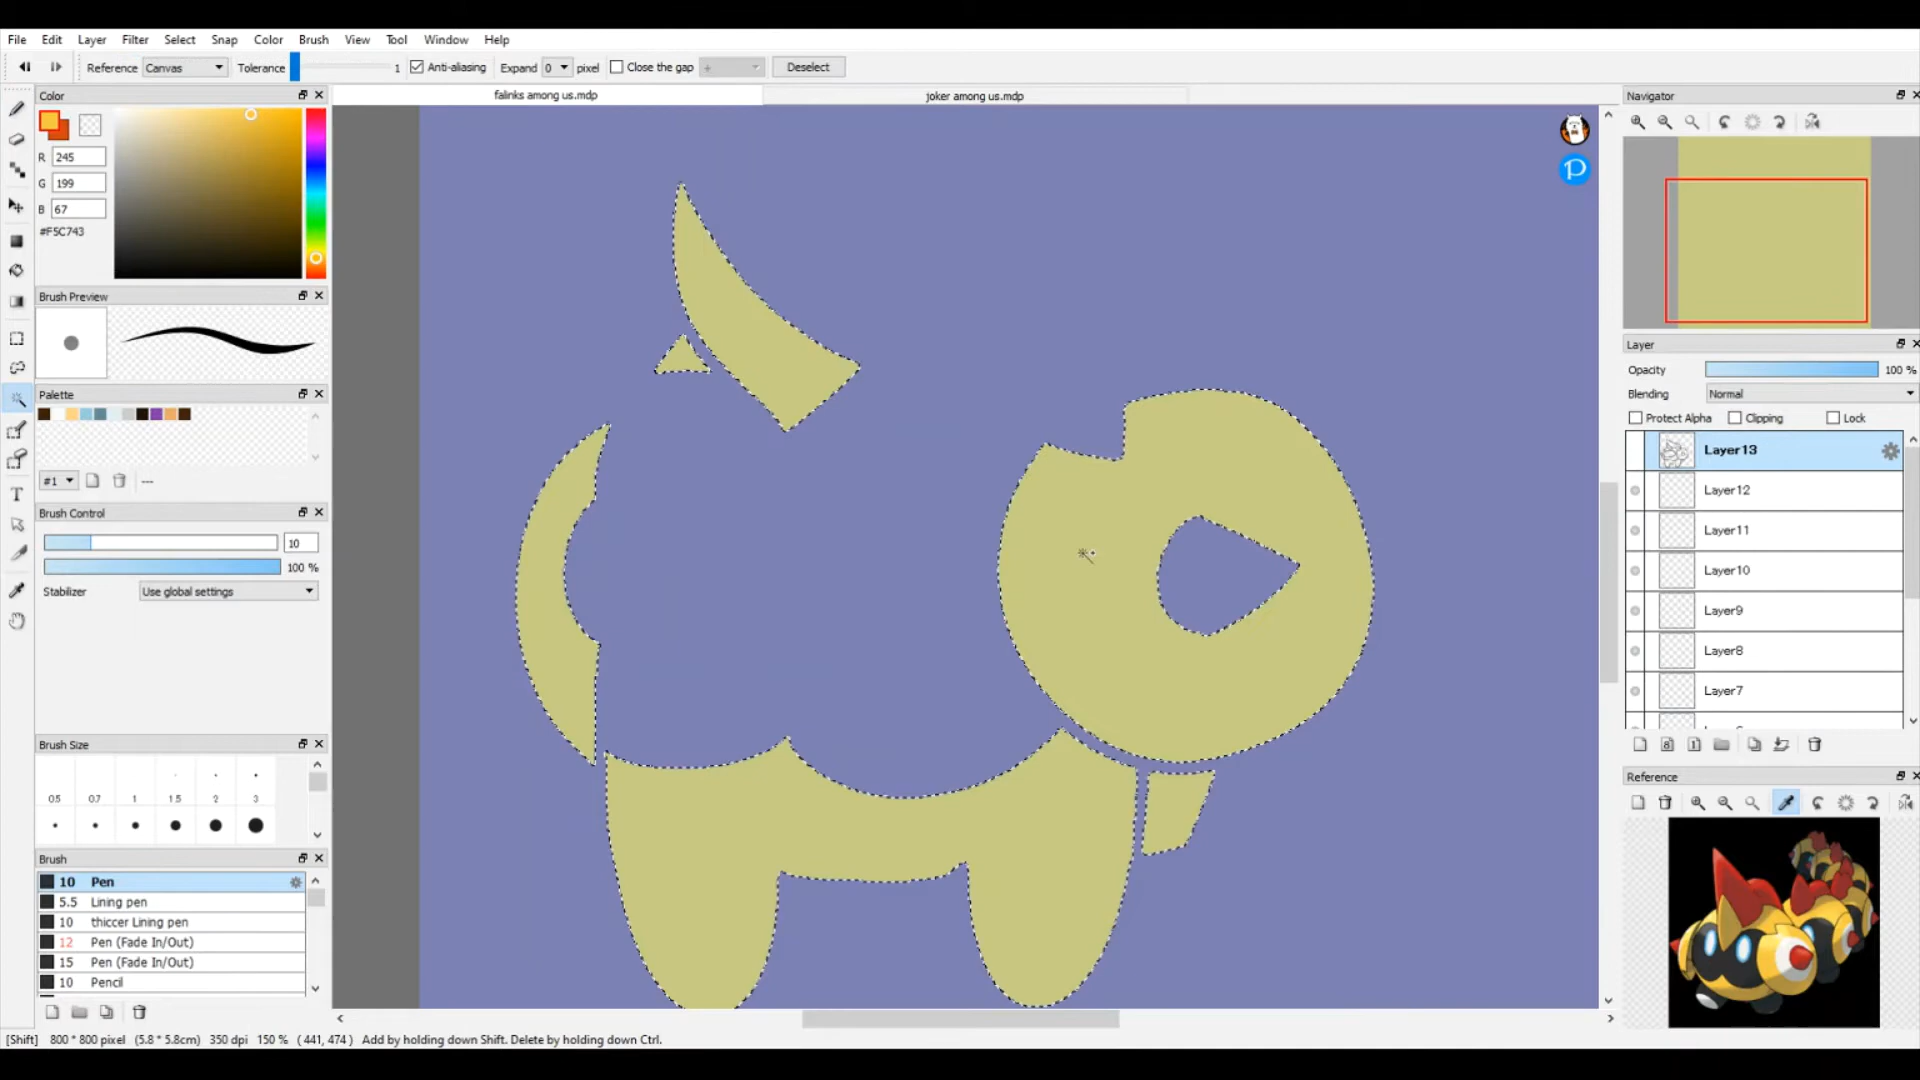 File Edit Layer Filter Select Snap Color Brush View Tool Window Help
Reference Canvas Tolerance 1 Anti-aliasing Expand 0 pixel Close the gap + Deselect
Color
falinks among us.mdp
joker among us.mdp
Navigator
R 245
G 199
B 67
#F5C743
Brush Preview
Palette
#1 ---
Brush Control
10
100 %
Stabilizer Use global settings
Brush Size
0.5 0.7 1 1.5 2 3
Brush
10 Pen
5.5 Lining pen
10 thiccer Lining pen
12 Pen (Fade In/Out)
15 Pen (Fade In/Out)
10 Pencil
Layer
Opacity 100 %
Blending Normal
Protect Alpha Clipping Lock
Layer13
Layer12
Layer11
Layer10
Layer9
Layer8
Layer7
Reference
[Shift] 800 * 800 pixel (5.8 * 5.8cm) 350 dpi 150 % ( 441, 474 ) Add by holding down Shift. Delete by holding down Ctrl.